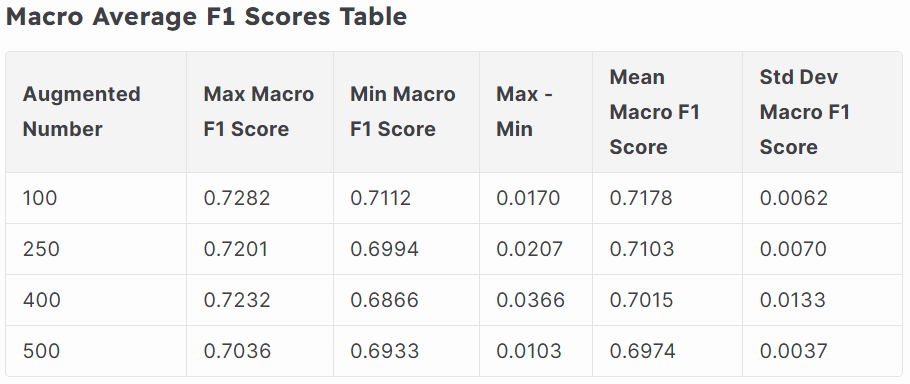 Macro Average F1 Scores Table
Augmented Number | Max Macro F1 Score | Min Macro F1 Score | Max - Min | Mean Macro F1 Score | Std Dev Macro F1 Score
100 | 0.7282 | 0.7112 | 0.0170 | 0.7178 | 0.0062
250 | 0.7201 | 0.6994 | 0.0207 | 0.7103 | 0.0070
400 | 0.7232 | 0.6866 | 0.0366 | 0.7015 | 0.0133
500 | 0.7036 | 0.6933 | 0.0103 | 0.6974 | 0.0037